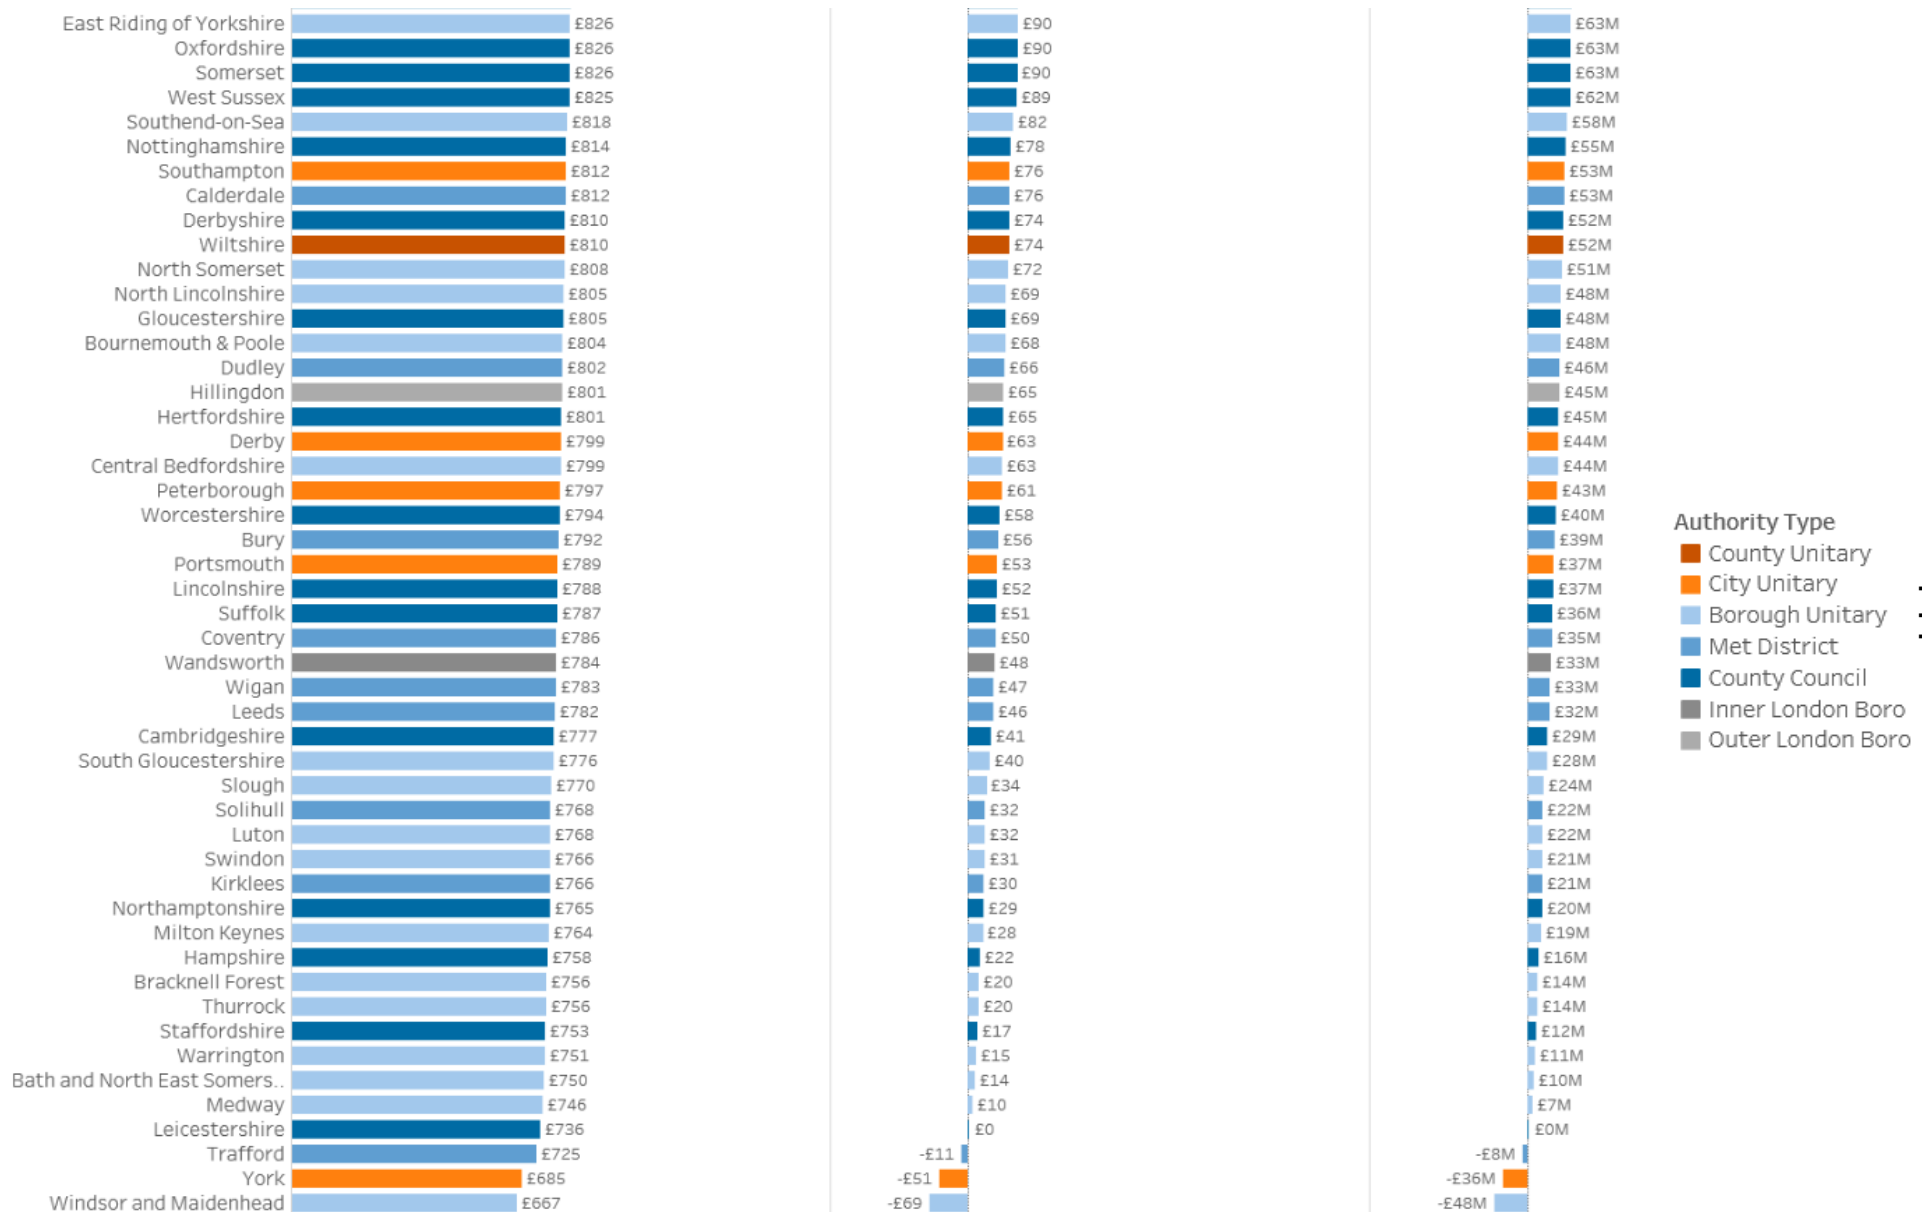 East Riding of Yorkshire £826 £90 £63M
Oxfordshire £826 £90 £63M
Somerset £826 £90 £63M
West Sussex £825 £89 £62M
Southend-on-Sea £818 £82 £58M
Nottinghamshire £814 £78 £55M
Southampton £812 £76 £53M
Calderdale £812 £76 £53M
Derbyshire £810 £74 £52M
Wiltshire £810 £74 £52M
North Somerset £808 £72 £51M
North Lincolnshire £805 £69 £48M
Gloucestershire £805 £69 £48M
Bournemouth & Poole £804 £68 £48M
Dudley £802 £66 £46M
Hillingdon £801 £65 £45M
Hertfordshire £801 £65 £45M
Derby £799 £63 £44M
Central Bedfordshire £799 £63 £44M
Peterborough £797 £61 £43M
Worcestershire £794 £58 £40M
Bury £792 £56 £39M
Portsmouth £789 £53 £37M
Lincolnshire £788 £52 £37M
Suffolk £787 £51 £36M
Coventry £786 £50 £35M
Wandsworth £784 £48 £33M
Wigan £783 £47 £33M
Leeds £782 £46 £32M
Cambridgeshire £777 £41 £29M
South Gloucestershire £776 £40 £28M
Slough £770 £34 £24M
Solihull £768 £32 £22M
Luton £768 £32 £22M
Swindon £766 £31 £21M
Kirklees £766 £30 £21M
Northamptonshire £765 £29 £20M
Milton Keynes £764 £28 £19M
Hampshire £758 £22 £16M
Bracknell Forest £756 £20 £14M
Thurrock £756 £20 £14M
Staffordshire £753 £17 £12M
Warrington £751 £15 £11M
Bath and North East Somers.. £750 £14 £10M
Medway £746 £10 £7M
Leicestershire £736 £0 £0M
Trafford £725 -£11 -£8M
York £685 -£51 -£36M
Windsor and Maidenhead £667 -£69 -£48M
Authority Type
County Unitary
City Unitary
Borough Unitary
Met District
County Council
Inner London Boro
Outer London Boro